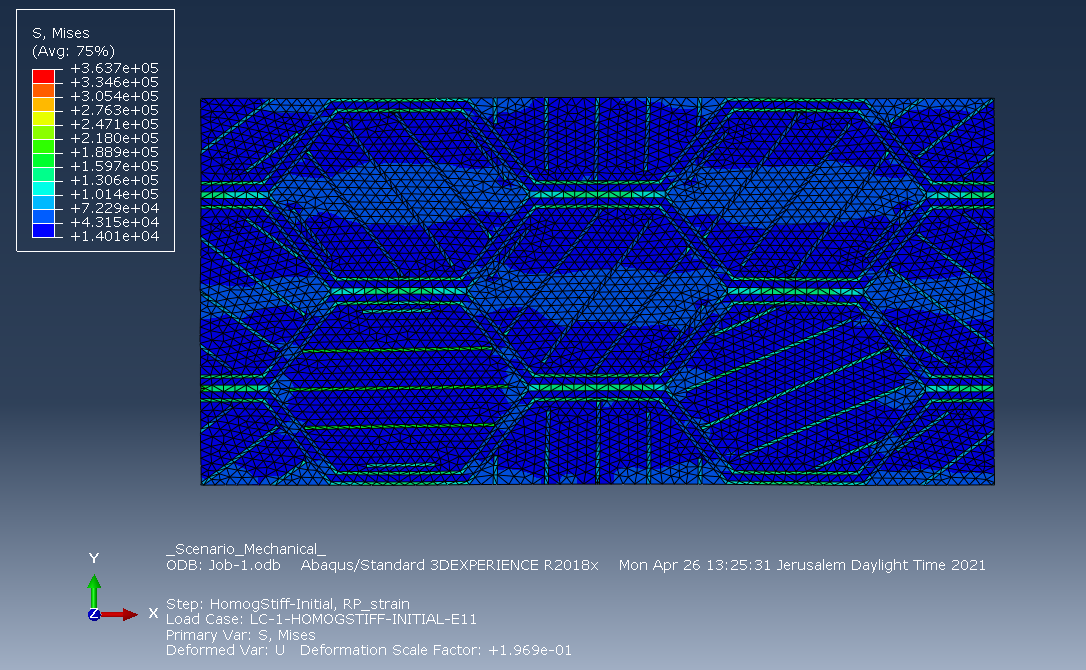 S, Mises
(Avg: 75%)
+3.637e+05
+3.346e+05
+3.054e+05
+2.763e+05
+2.471e+05
+2.180e+05
+1.889e+05
+1.597e+05
+1.306e+05
+1.014e+05
+7.229e+04
+4.315e+04
+1.401e+04
_Scenario_Mechanical_
ODB: Job-1.odb Abaqus/Standard 3DEXPERIENCE R2018x Mon Apr 26 13:25:31 Jerusalem Daylight Time 2021
Y
Z
X
Step: HomogStiff-Initial, RP_strain
Load Case: LC-1-HOMOGSTIFF-INITIAL-E11
Primary Var: S, Mises
Deformed Var: U Deformation Scale Factor: +1.969e-01